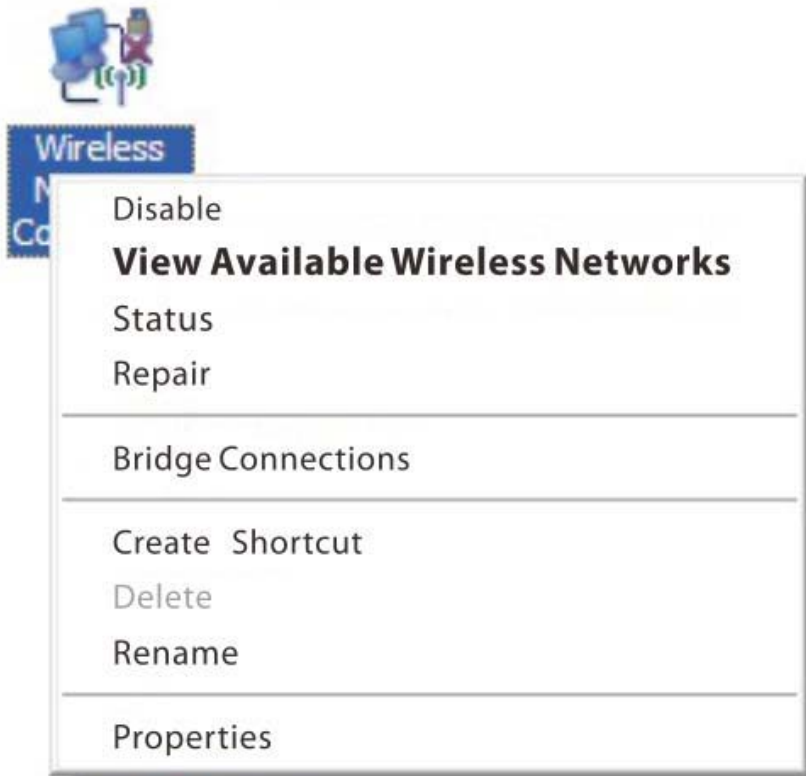 Wireless
Disable
View Available Wireless Networks
Status
Repair
Bridge Connections
Create Shortcut
Delete
Rename
Properties